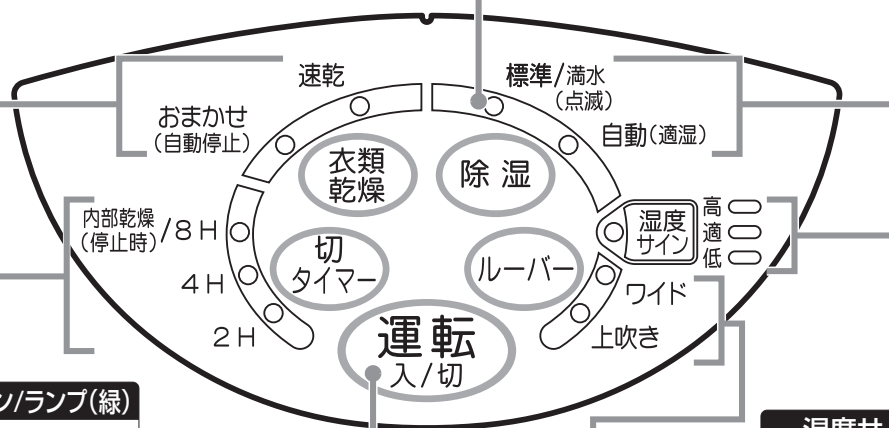 速乾
標準/満水
(点滅)
おまかせ
(自動停止)
自動(適湿)
衣類
乾燥
除湿
内部乾燥
(停止時)/8H
切
タイマー
ルーバー
湿度
サイン
高
適
低
4H
ワイド
2H
上吹き
運転
入/切
ン/ランプ(緑)